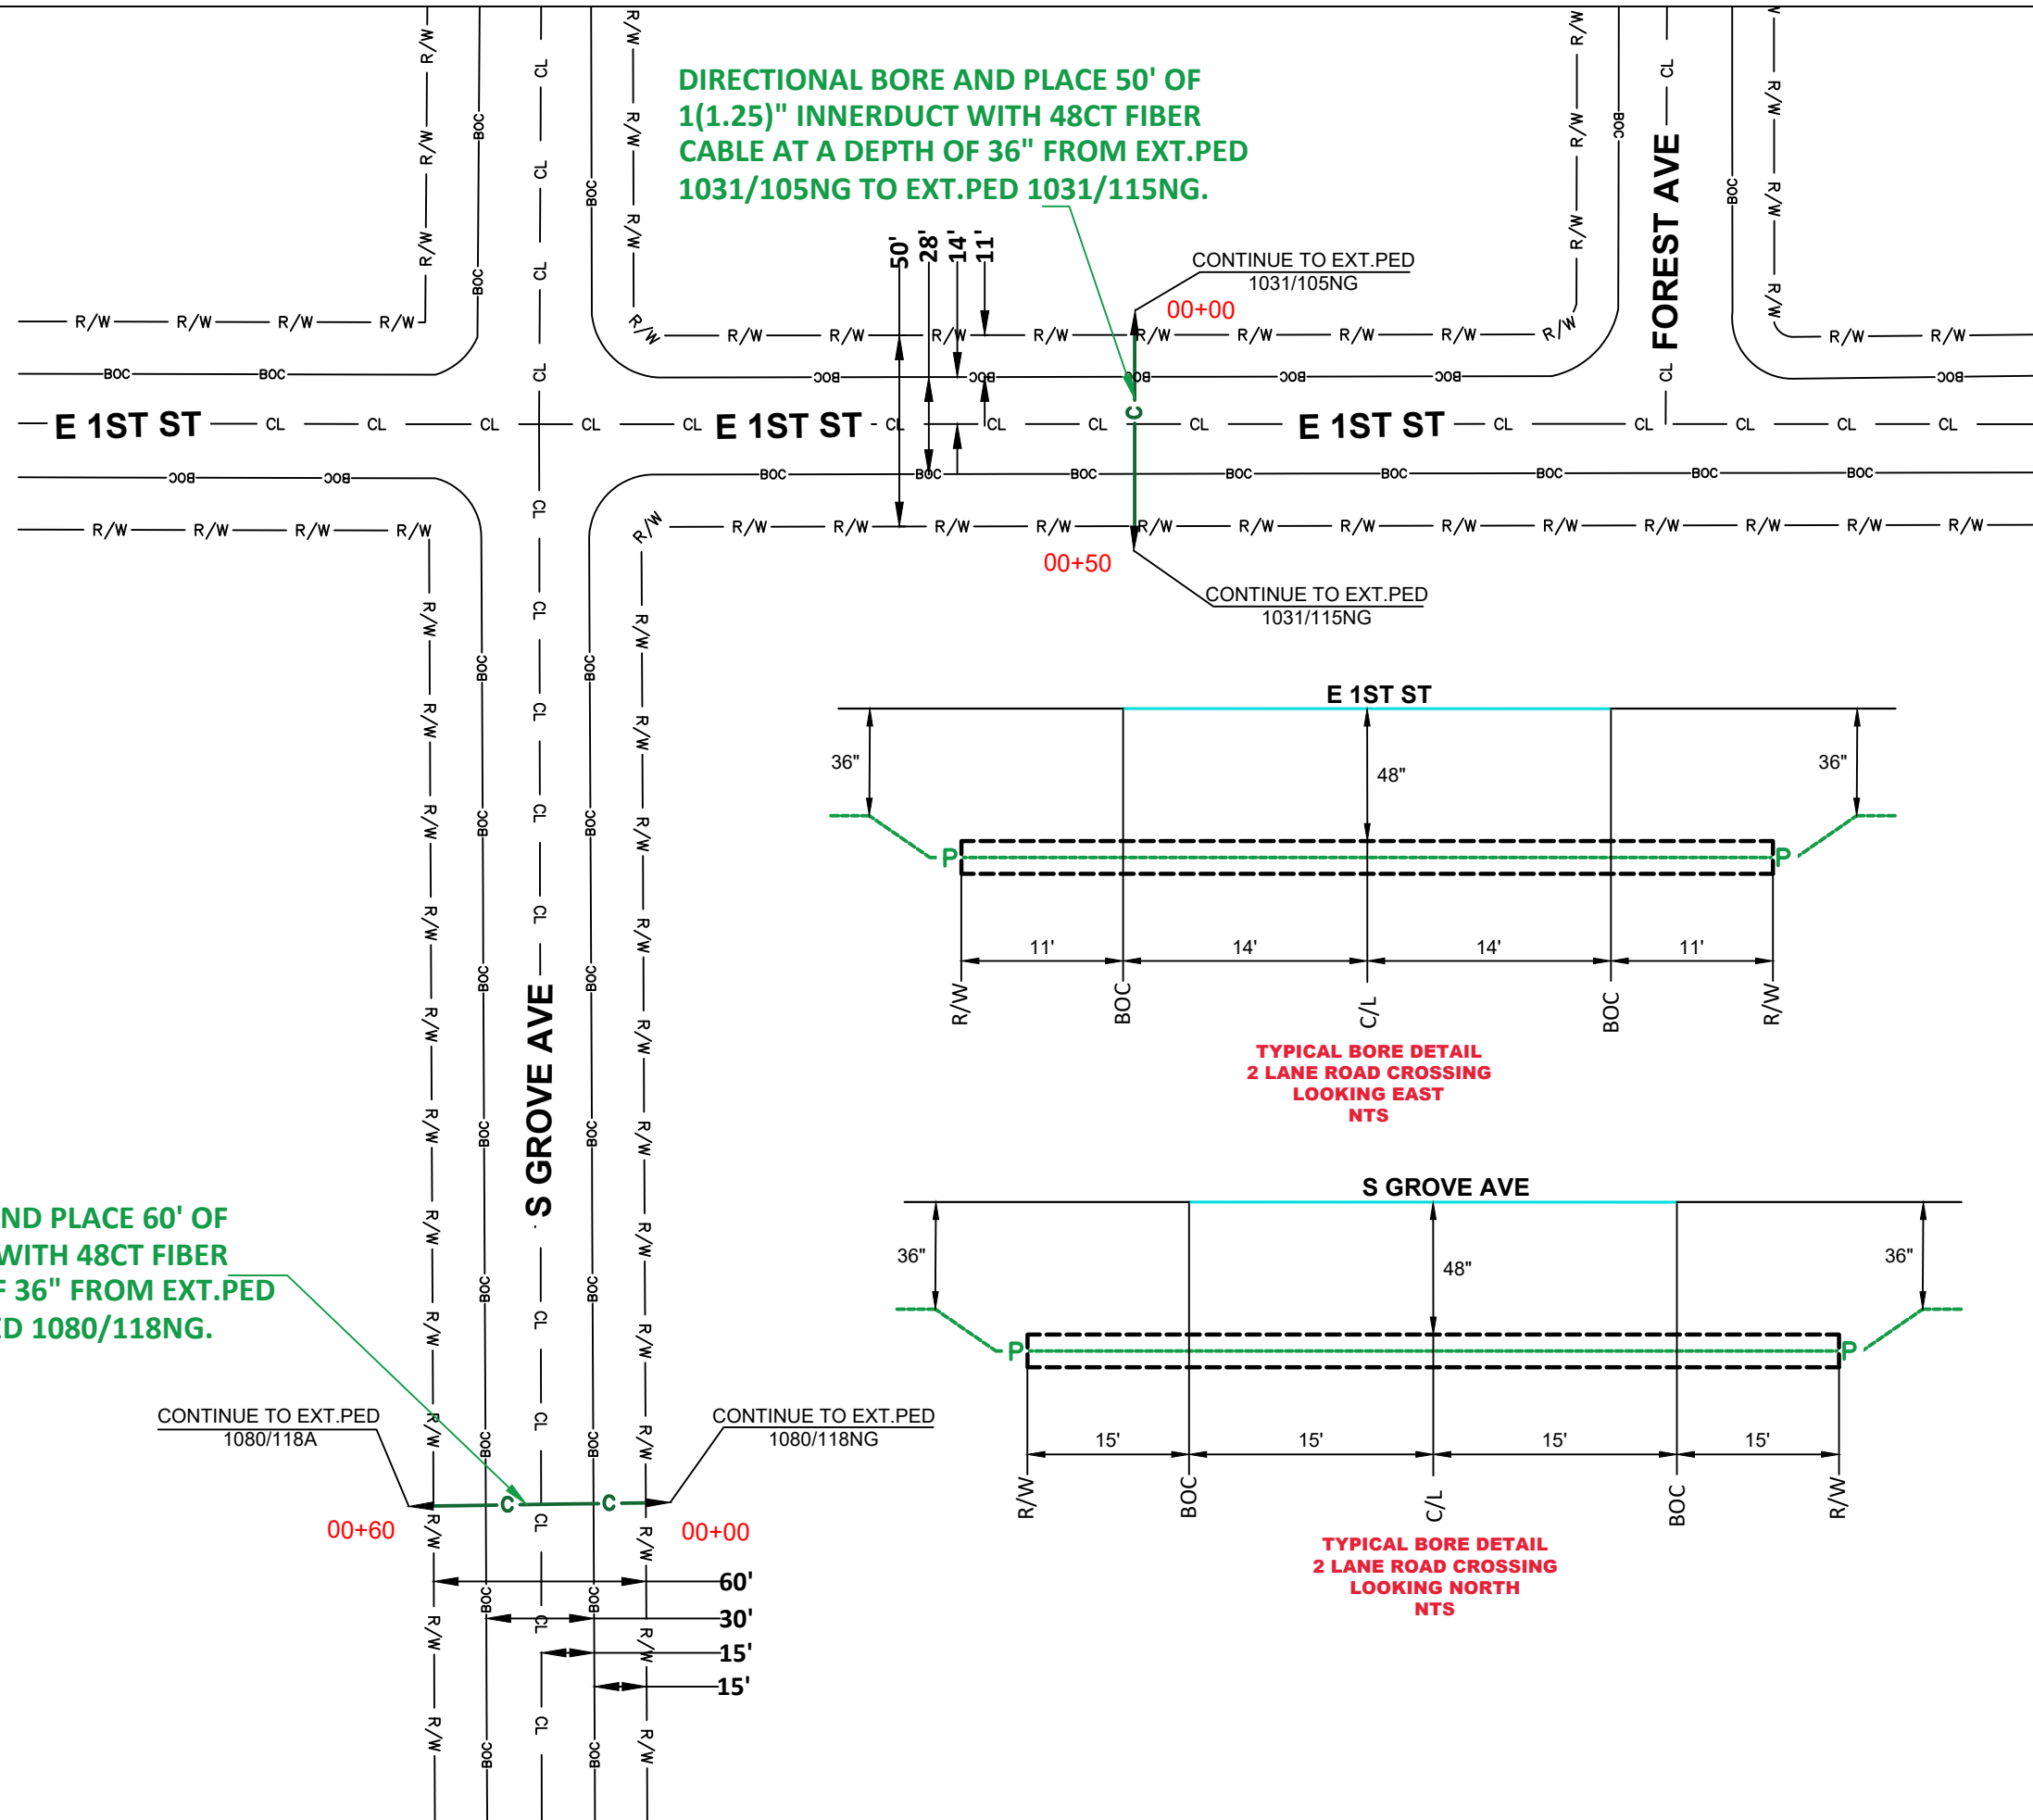 DIRECTIONAL BORE AND PLACE 50' OF
1(1.25)" INNERDUCT WITH 48CT FIBER
CABLE AT A DEPTH OF 36" FROM EXT.PED
1031/105NG TO EXT.PED 1031/115NG.
50'
28'
14'
11'
CONTINUE TO EXT.PED
1031/105NG
00+00
FOREST AVE
E 1ST ST
E 1ST ST
E 1ST ST
R/W
BOC
CL
00+50
CONTINUE TO EXT.PED
1031/115NG
E 1ST ST
36"
48"
36"
P
P
11'
14'
14'
11'
R/W
BOC
C/L
BOC
R/W
TYPICAL BORE DETAIL
2 LANE ROAD CROSSING
LOOKING EAST
NTS
S GROVE AVE
S GROVE AVE
36"
48"
36"
P
P
15'
15'
15'
15'
R/W
BOC
C/L
BOC
R/W
TYPICAL BORE DETAIL
2 LANE ROAD CROSSING
LOOKING NORTH
NTS
ND PLACE 60' OF
WITH 48CT FIBER
F 36" FROM EXT.PED
ED 1080/118NG.
CONTINUE TO EXT.PED
1080/118A
CONTINUE TO EXT.PED
1080/118NG
C
C
C
00+60
00+00
60'
30'
15'
15'